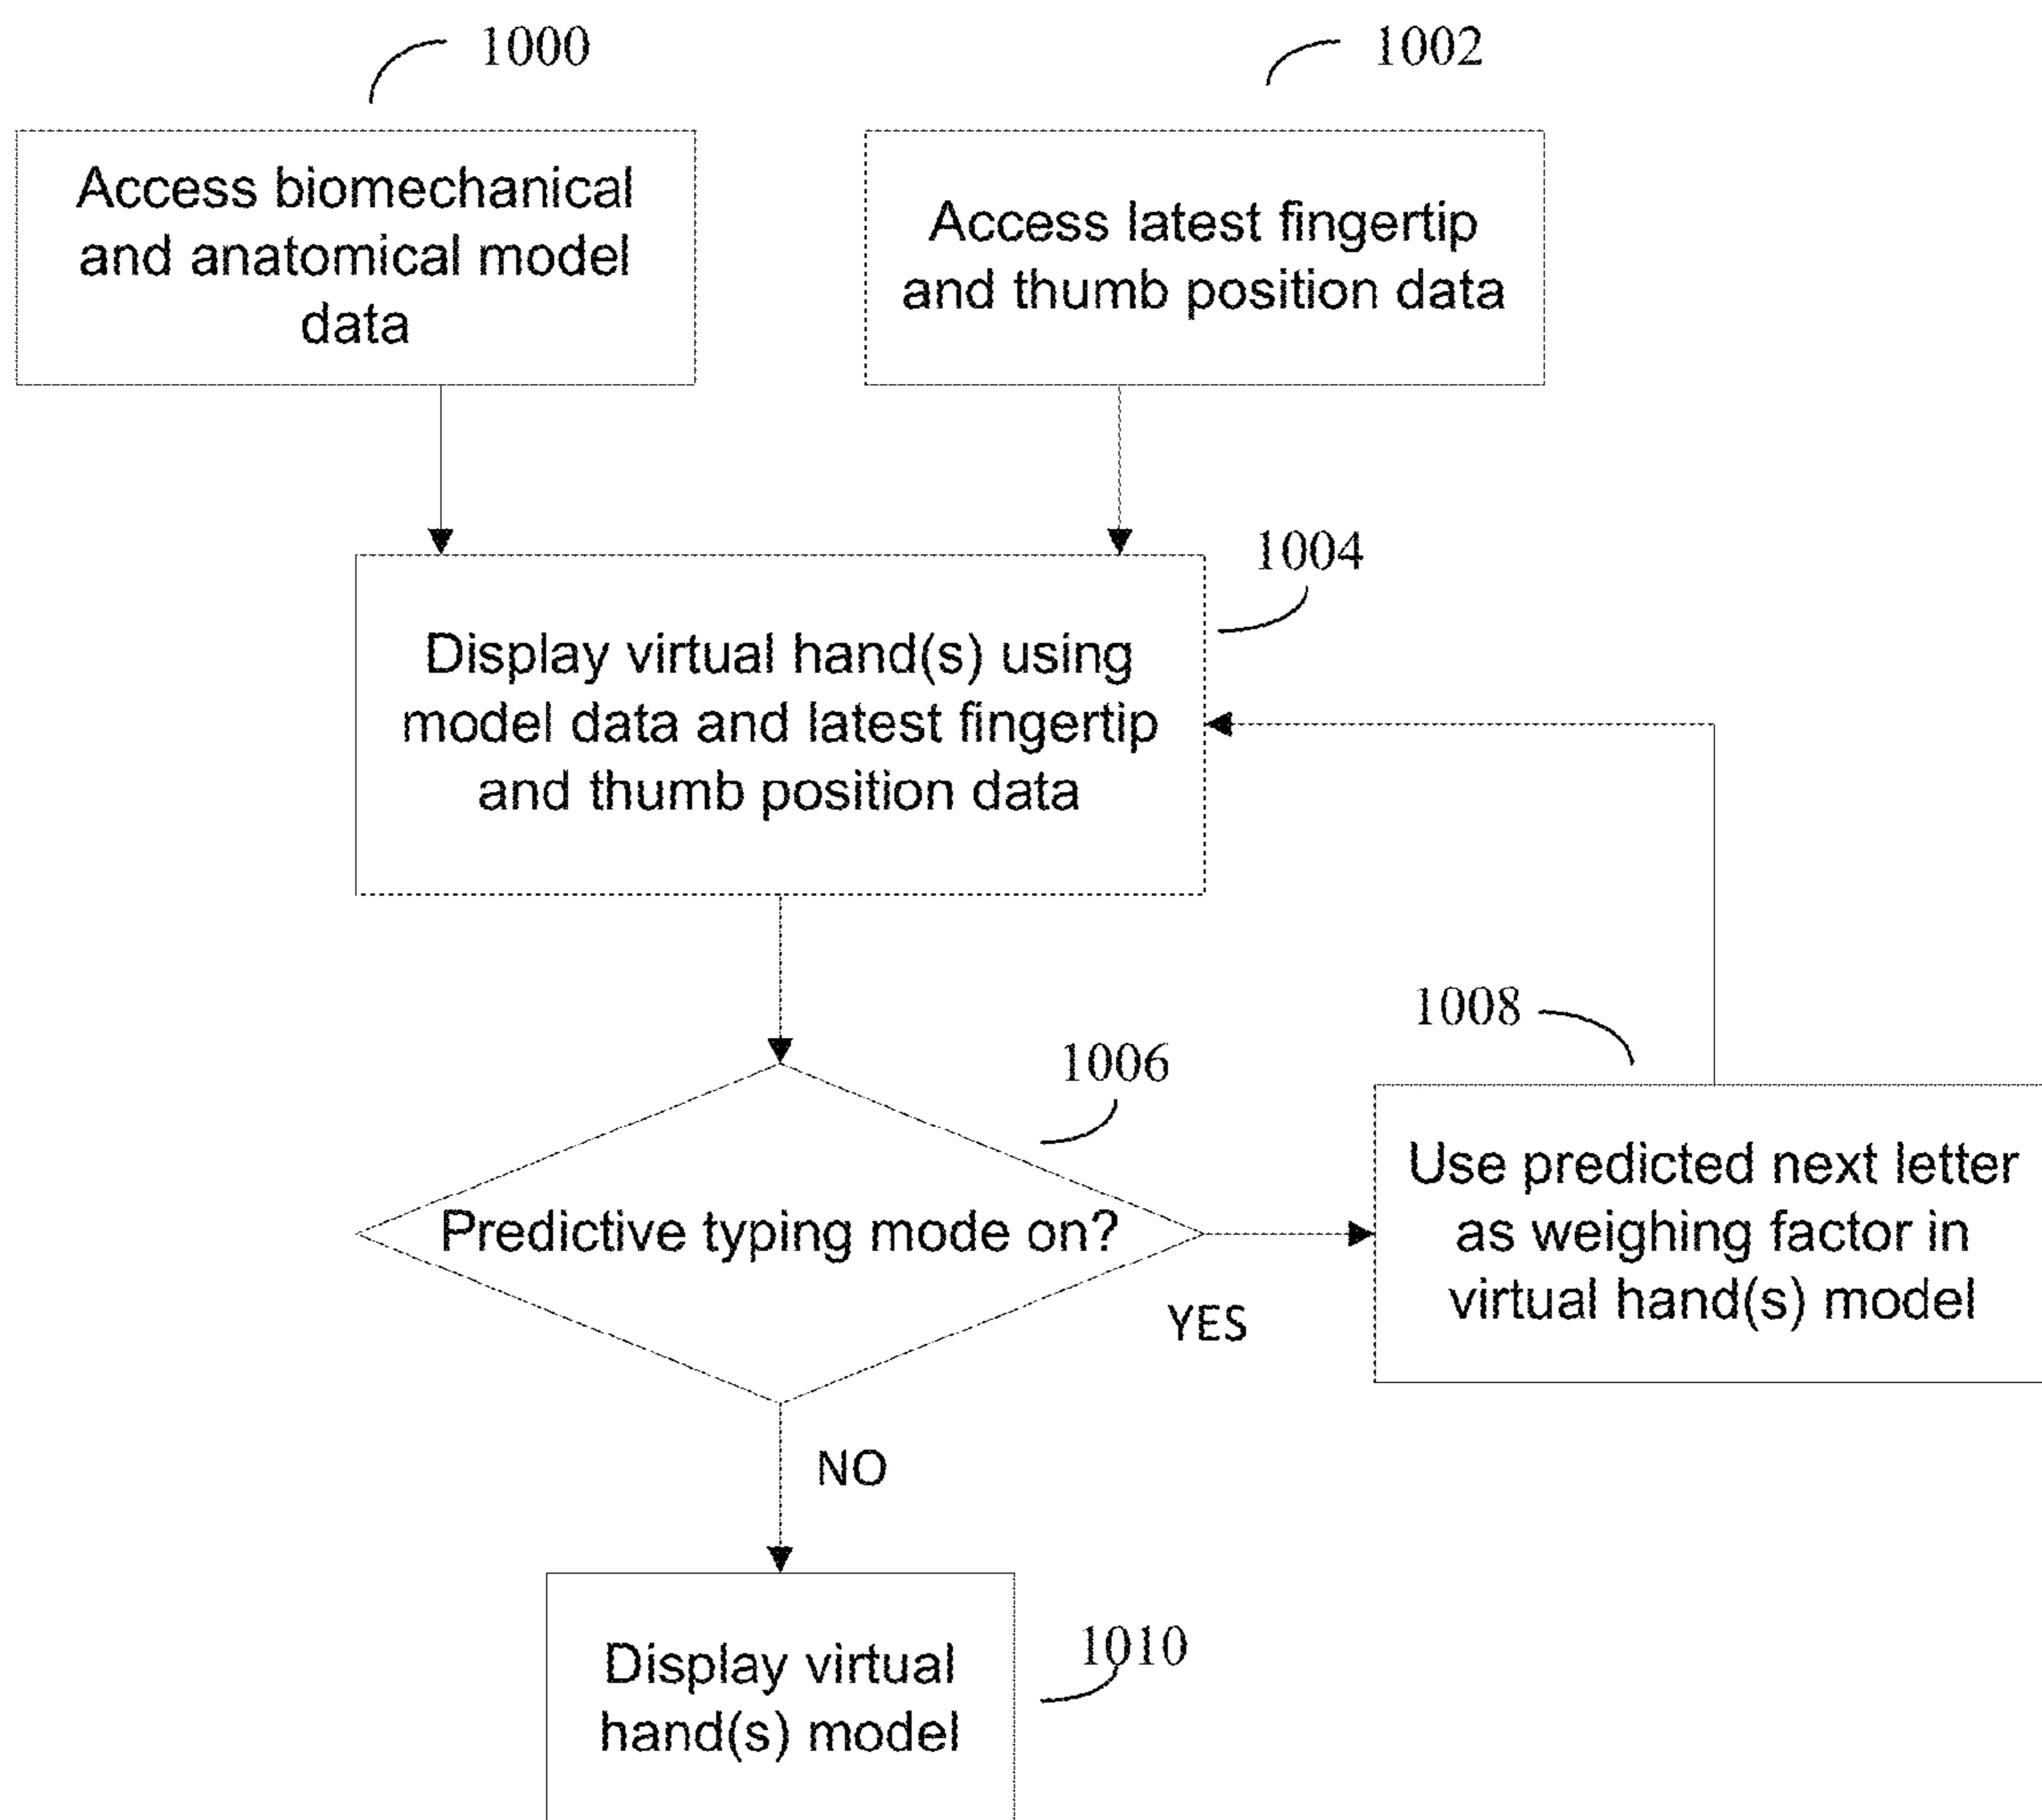 1000
1002
Access biomechanical
and anatomical model
data
Access latest fingertip
and thumb position data
1004
Display virtual hand(s) using
model data and latest fingertip
and thumb position data
1006
Predictive typing mode on?
1008
Use predicted next letter
as weighing factor in
virtual hand(s) model
YES
NO
1010
Display virtual
hand(s) model